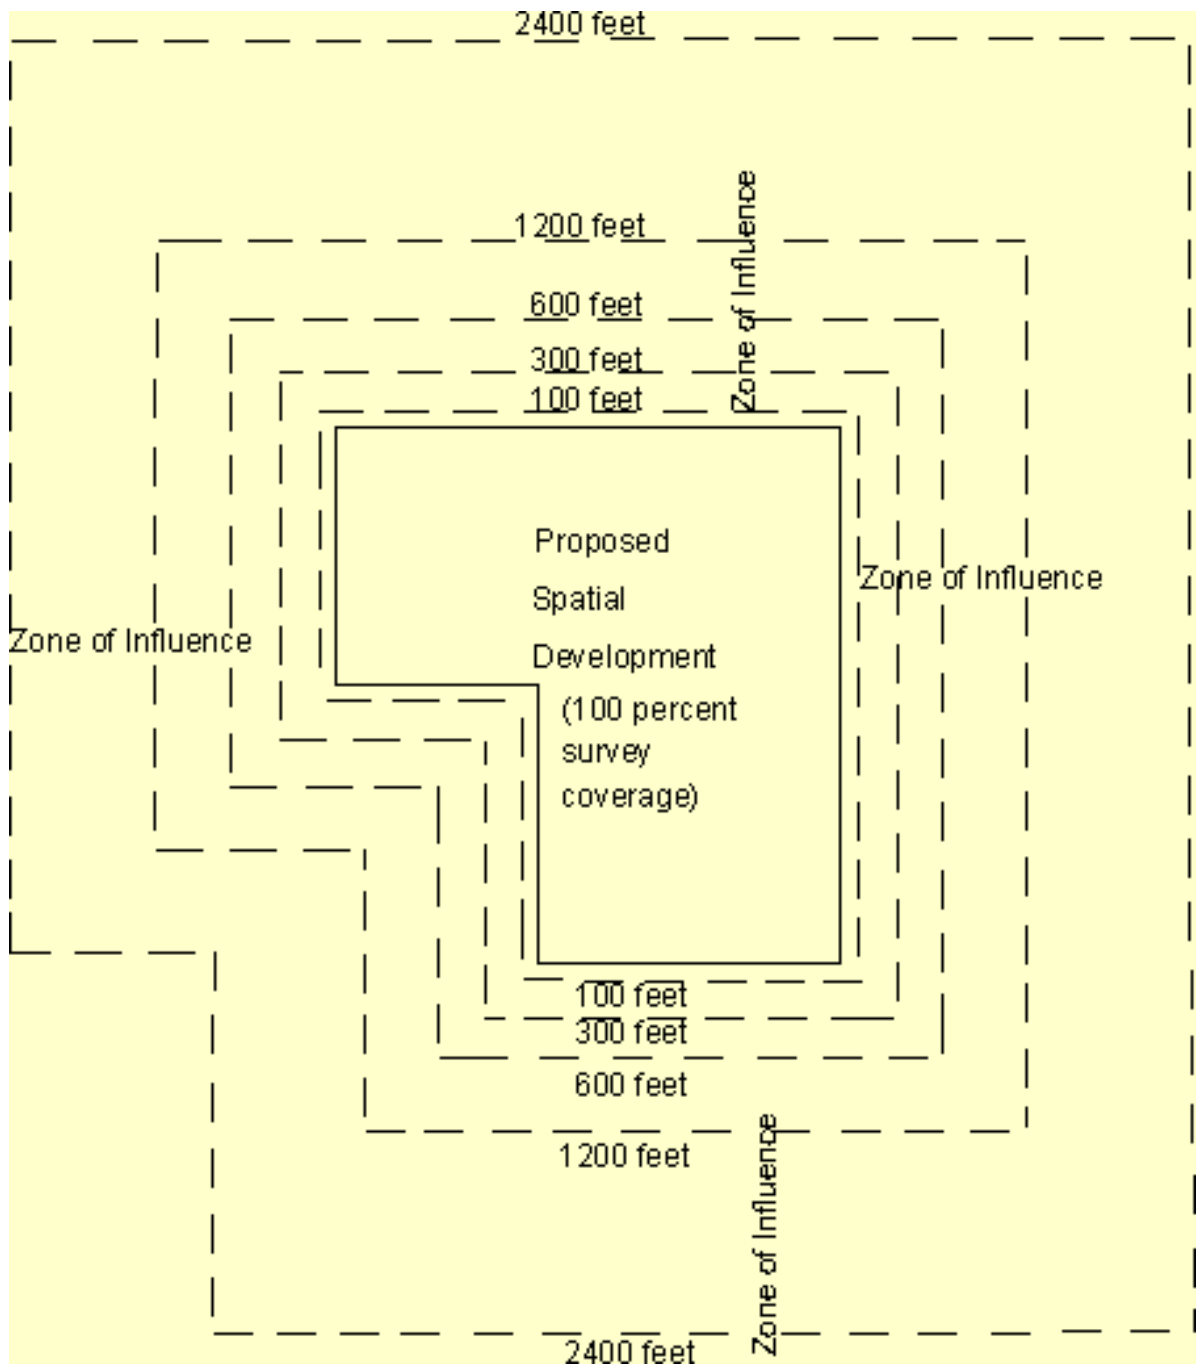 2400 feet
Zone of Influence
1200 feet
600 feet
300 feet
100 feet
Proposed
Spatial
Development
(100 percent
survey
coverage)
Zone of Influence
Zone of Influence
100 feet
300 feet
600 feet
1200 feet
Zone of Influence
2400 feet